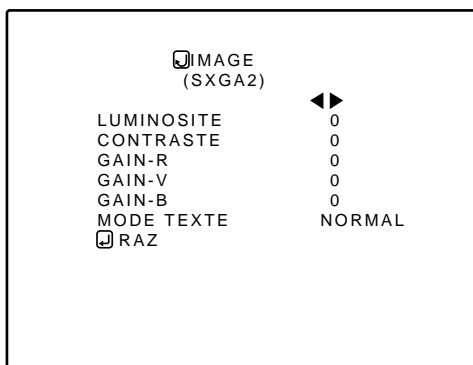 IMAGE
(SXGA2)
LUMINOSITE 0
CONTRASTE 0
GAIN-R 0
GAIN-V 0
GAIN-B 0
MODE TEXTE NORMAL
RAZ